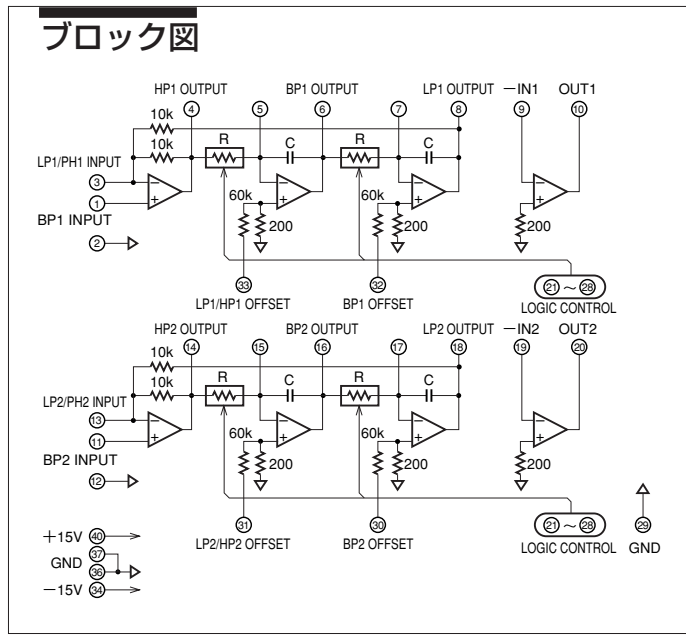 ブロック図
HP1 OUTPUT ④ ⑤ BP1 OUTPUT ⑥ ⑦ LP1 OUTPUT ⑧ －IN1 ⑨ OUT1 ⑩
10k
10k R C R C
LP1/PH1 INPUT
③
①
BP1 INPUT
②
60k 200 60k 200 200
㉝ ㉜
LP1/HP1 OFFSET BP1 OFFSET
㉑ ～ ㉘
LOGIC CONTROL
HP2 OUTPUT ⑭ ⑮ BP2 OUTPUT ⑯ ⑰ LP2 OUTPUT ⑱ －IN2 ⑲ OUT2 ⑳
10k
10k R C R C
LP2/PH2 INPUT
⑬
⑪
BP2 INPUT
⑫
60k 200 60k 200 200
㉛ ㉚
LP2/HP2 OFFSET BP2 OFFSET
㉑ ～ ㉘
LOGIC CONTROL
㉙
GND
＋15V ㊵
㊲
GND
㊱
－15V ㉞